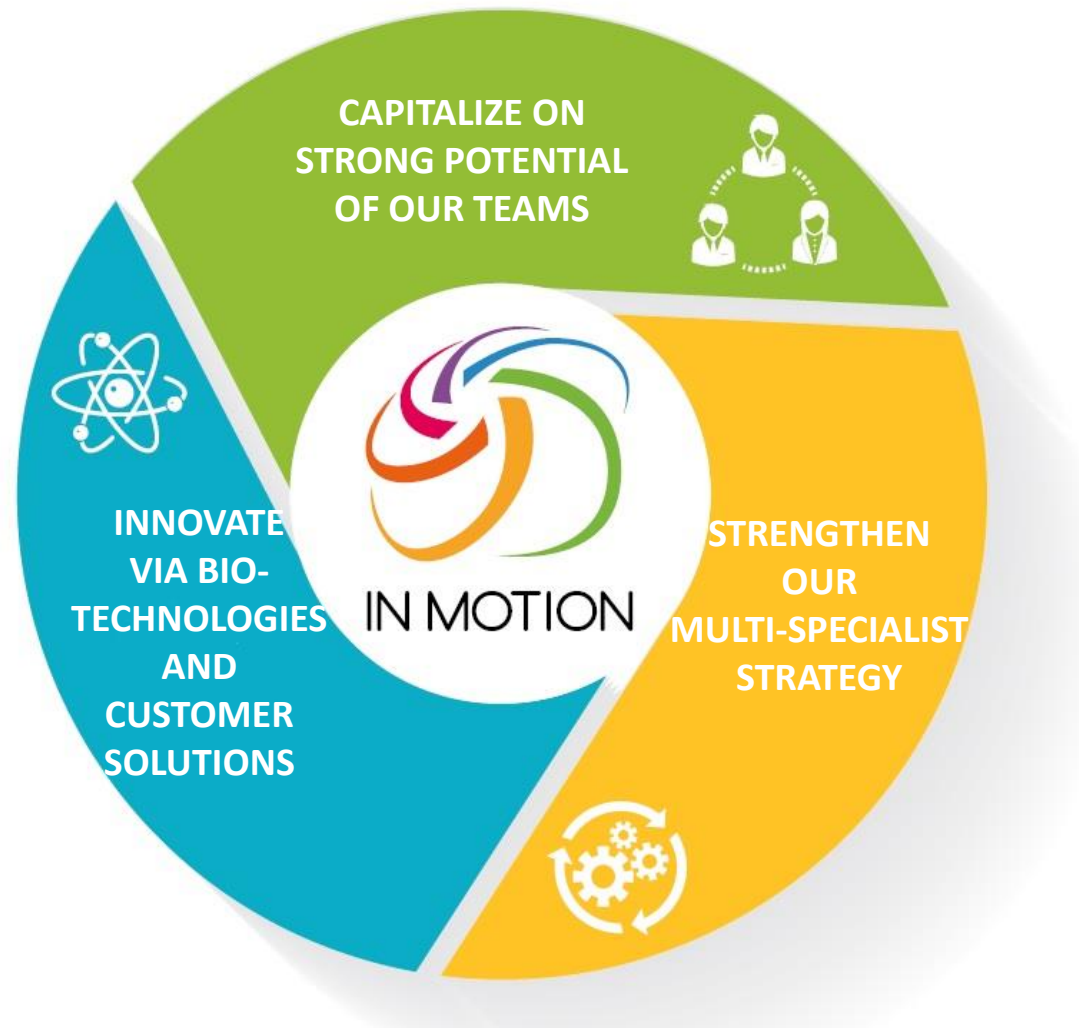 CAPITALIZE ON
STRONG POTENTIAL
OF OUR TEAMS
INNOVATE
VIA BIO-
TECHNOLOGIES
AND
CUSTOMER
SOLUTIONS
IN MOTION
STRENGTHEN
OUR
MULTI-SPECIALIST
STRATEGY